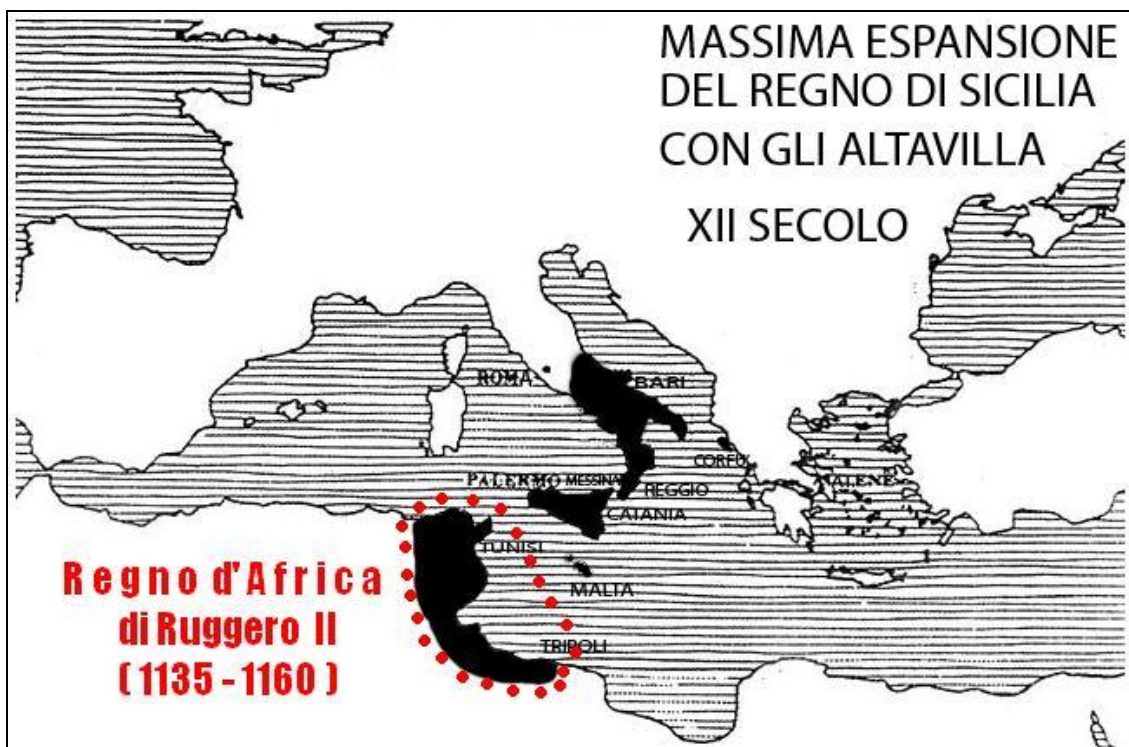 MASSIMA ESPANSIONE
DEL REGNO DI SICILIA
CON GLI ALTAVILLA
XII SECOLO
ROMA
BARI
CORFU
PALERMO
MESSINA
REGGIO
CATANIA
TUNISI
MALTA
TRIPOLI
Regno d'Africa
di Ruggero II
( 1135 - 1160 )